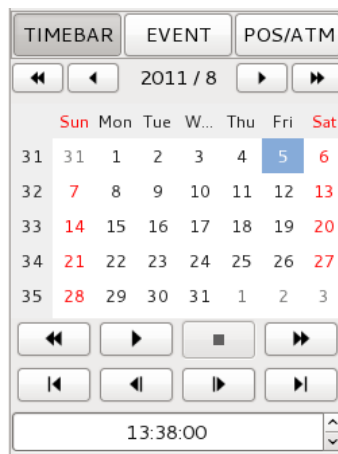 TIMEBAR EVENT POS/ATM
2011 / 8
Sun Mon Tue W... Thu Fri Sat
31 31 1 2 3 4 5 6
32 7 8 9 10 11 12 13
33 14 15 16 17 18 19 20
34 21 22 23 24 25 26 27
35 28 29 30 31 1 2 3
13:38:00